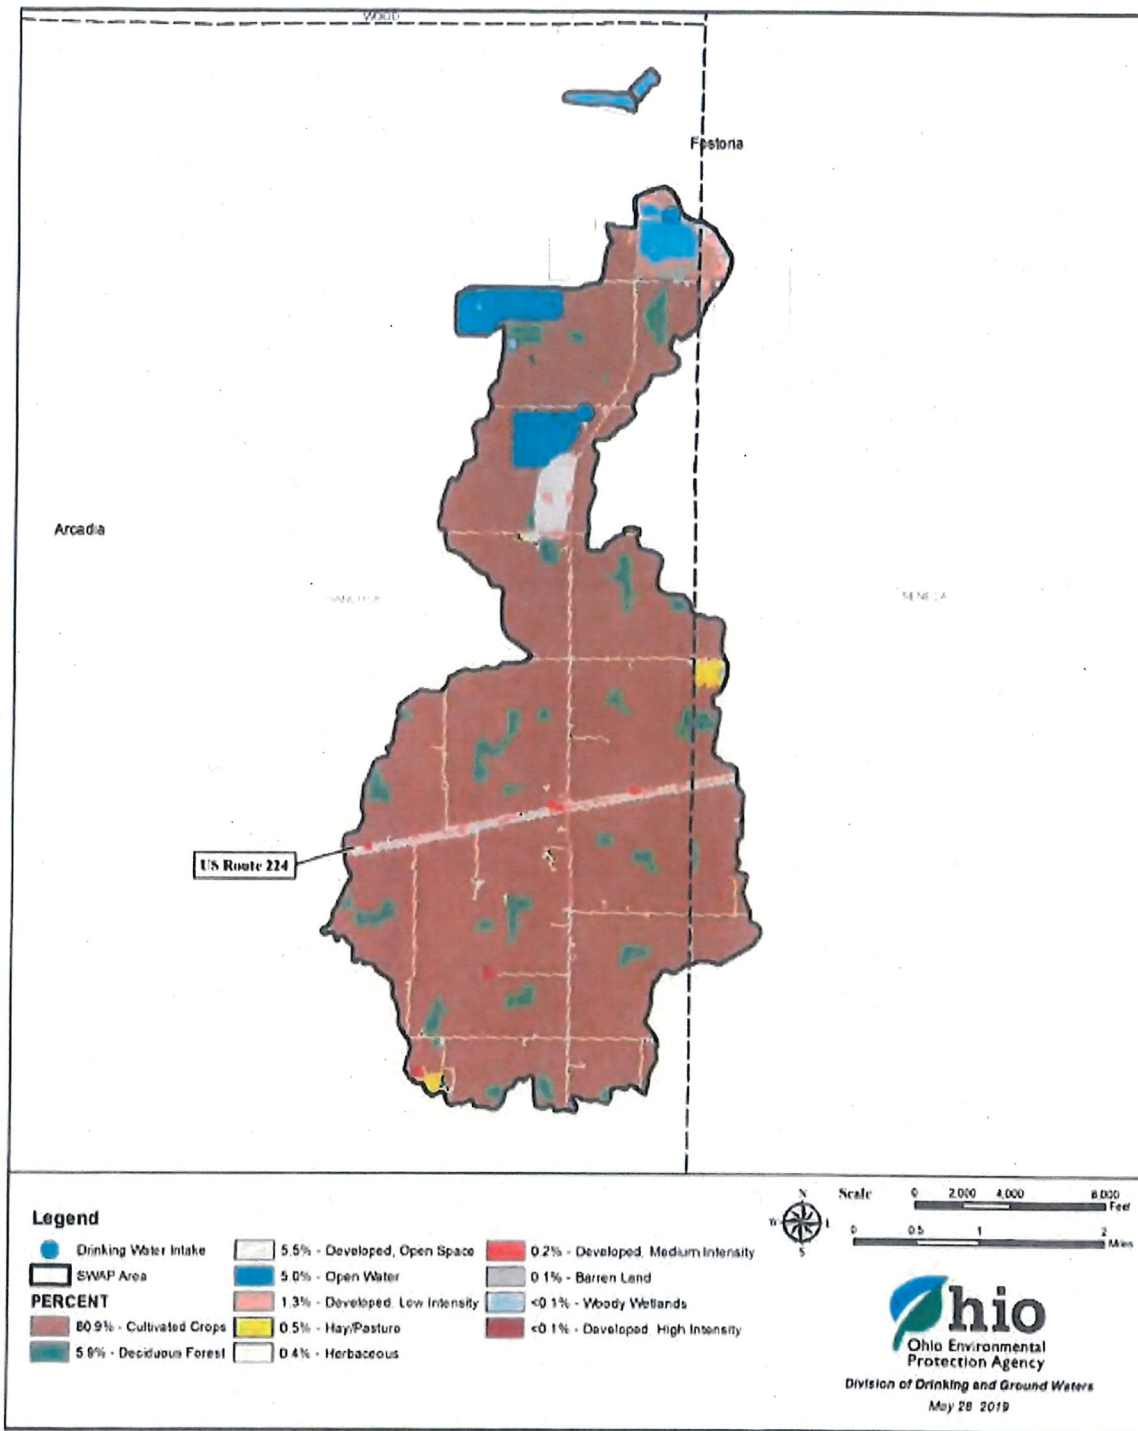 WOOD
Fostoria
Arcadia
SENECA
US Route 224
Legend
Drinking Water Intake
SWAP Area
PERCENT
80.9% - Cultivated Crops
5.9% - Deciduous Forest
5.5% - Developed, Open Space
5.0% - Open Water
1.3% - Developed, Low Intensity
0.5% - Hay/Pasture
0.4% - Herbaceous
0.2% - Developed, Medium Intensity
0.1% - Barren Land
<0.1% - Woody Wetlands
<0.1% - Developed, High Intensity
N
W E
S
Scale
0 2,000 4,000 8,000
Feet
0 0.5 1 2
Miles
Ohio
Ohio Environmental
Protection Agency
Division of Drinking and Ground Waters
May 28 2019